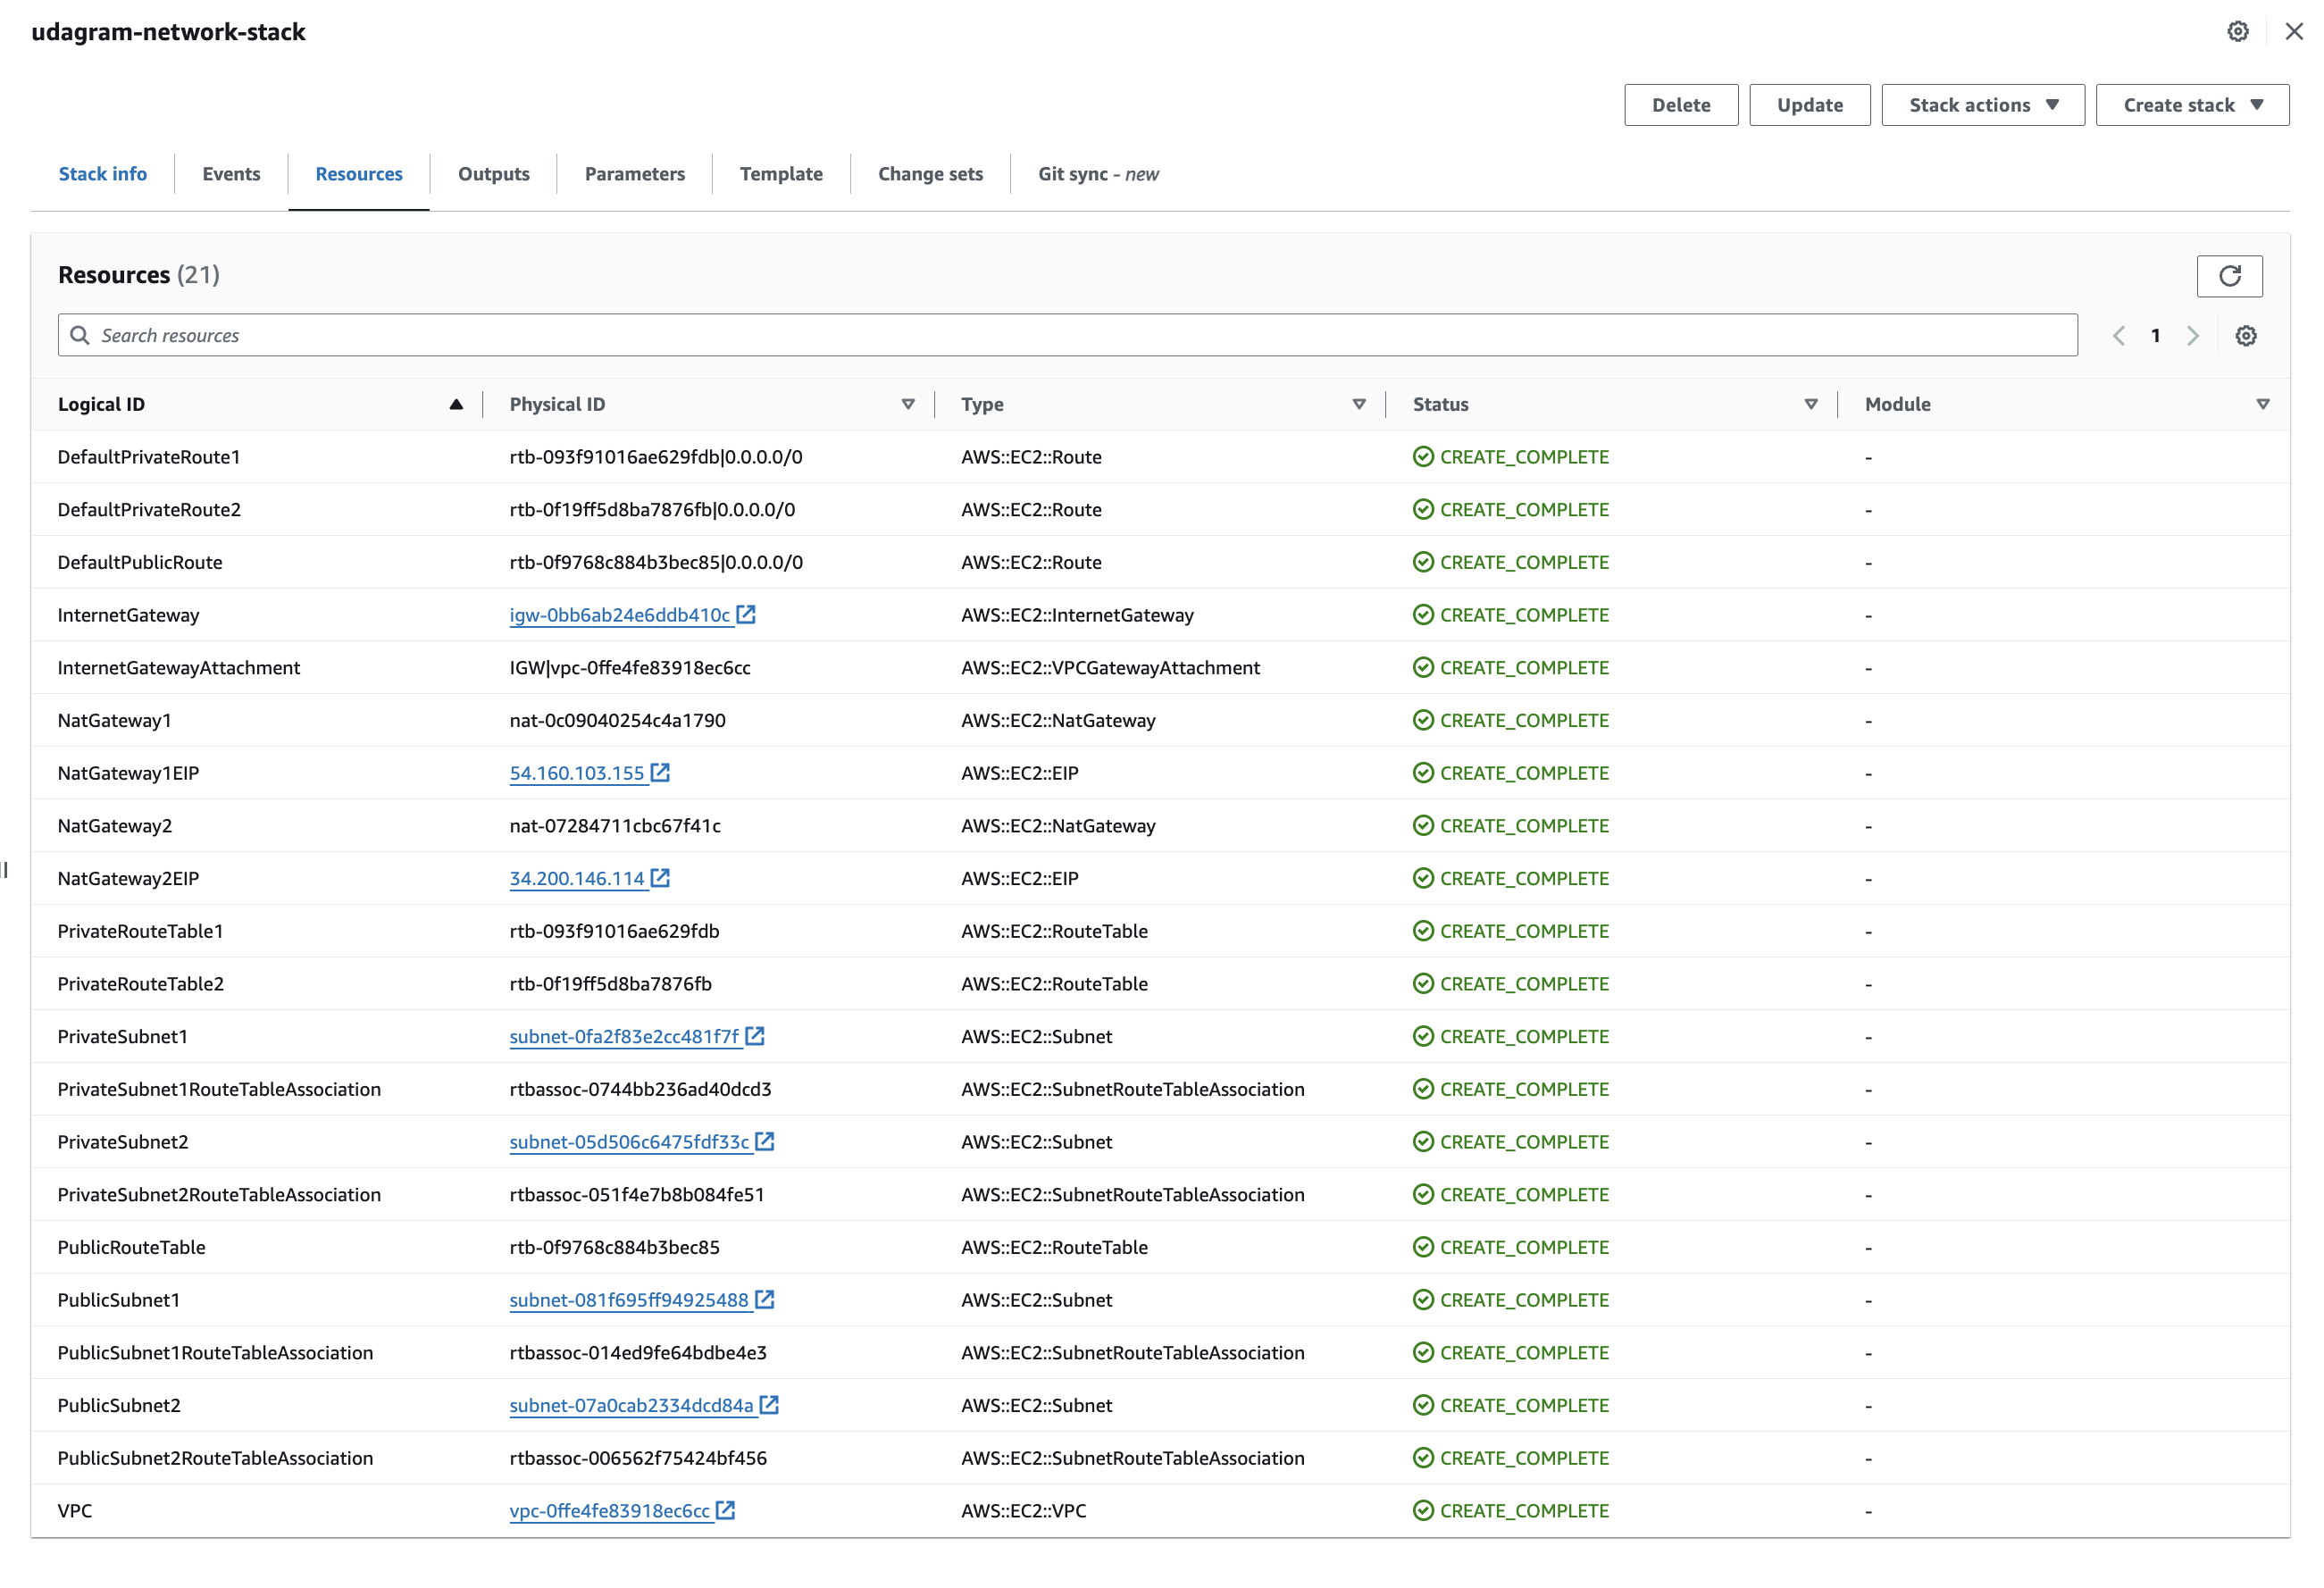 udagram-network-stack
Delete Update Stack actions Create stack
Stack info Events Resources Outputs Parameters Template Change sets Git sync - new
Resources (21)
Search resources 1
Logical ID Physical ID Type Status Module
DefaultPrivateRoute1 rtb-093f91016ae629fdb|0.0.0.0/0 AWS::EC2::Route CREATE_COMPLETE -
DefaultPrivateRoute2 rtb-0f19ff5d8ba7876fb|0.0.0.0/0 AWS::EC2::Route CREATE_COMPLETE -
DefaultPublicRoute rtb-0f9768c884b3bec85|0.0.0.0/0 AWS::EC2::Route CREATE_COMPLETE -
InternetGateway igw-0bb6ab24e6ddb410c AWS::EC2::InternetGateway CREATE_COMPLETE -
InternetGatewayAttachment IGW|vpc-0ffe4fe83918ec6cc AWS::EC2::VPCGatewayAttachment CREATE_COMPLETE -
NatGateway1 nat-0c09040254c4a1790 AWS::EC2::NatGateway CREATE_COMPLETE -
NatGateway1EIP 54.160.103.155 AWS::EC2::EIP CREATE_COMPLETE -
NatGateway2 nat-07284711cbc67f41c AWS::EC2::NatGateway CREATE_COMPLETE -
NatGateway2EIP 34.200.146.114 AWS::EC2::EIP CREATE_COMPLETE -
PrivateRouteTable1 rtb-093f91016ae629fdb AWS::EC2::RouteTable CREATE_COMPLETE -
PrivateRouteTable2 rtb-0f19ff5d8ba7876fb AWS::EC2::RouteTable CREATE_COMPLETE -
PrivateSubnet1 subnet-0fa2f83e2cc481f7f AWS::EC2::Subnet CREATE_COMPLETE -
PrivateSubnet1RouteTableAssociation rtbassoc-0744bb236ad40dcd3 AWS::EC2::SubnetRouteTableAssociation CREATE_COMPLETE -
PrivateSubnet2 subnet-05d506c6475fdf33c AWS::EC2::Subnet CREATE_COMPLETE -
PrivateSubnet2RouteTableAssociation rtbassoc-051f4e7b8b084fe51 AWS::EC2::SubnetRouteTableAssociation CREATE_COMPLETE -
PublicRouteTable rtb-0f9768c884b3bec85 AWS::EC2::RouteTable CREATE_COMPLETE -
PublicSubnet1 subnet-081f695ff94925488 AWS::EC2::Subnet CREATE_COMPLETE -
PublicSubnet1RouteTableAssociation rtbassoc-014ed9fe64bdbe4e3 AWS::EC2::SubnetRouteTableAssociation CREATE_COMPLETE -
PublicSubnet2 subnet-07a0cab2334dcd84a AWS::EC2::Subnet CREATE_COMPLETE -
PublicSubnet2RouteTableAssociation rtbassoc-006562f75424bf456 AWS::EC2::SubnetRouteTableAssociation CREATE_COMPLETE -
VPC vpc-0ffe4fe83918ec6cc AWS::EC2::VPC CREATE_COMPLETE -